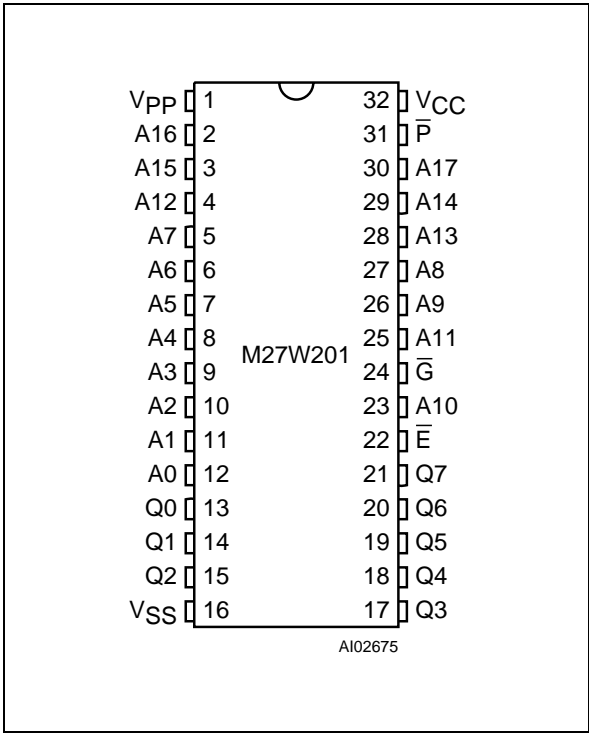 VPP 1 32 VCC
A16 2 31 P̅
A15 3 30 A17
A12 4 29 A14
A7 5 28 A13
A6 6 27 A8
A5 7 26 A9
A4 8 25 A11
M27W201
A3 9 24 G̅
A2 10 23 A10
A1 11 22 E̅
A0 12 21 Q7
Q0 13 20 Q6
Q1 14 19 Q5
Q2 15 18 Q4
VSS 16 17 Q3
AI02675